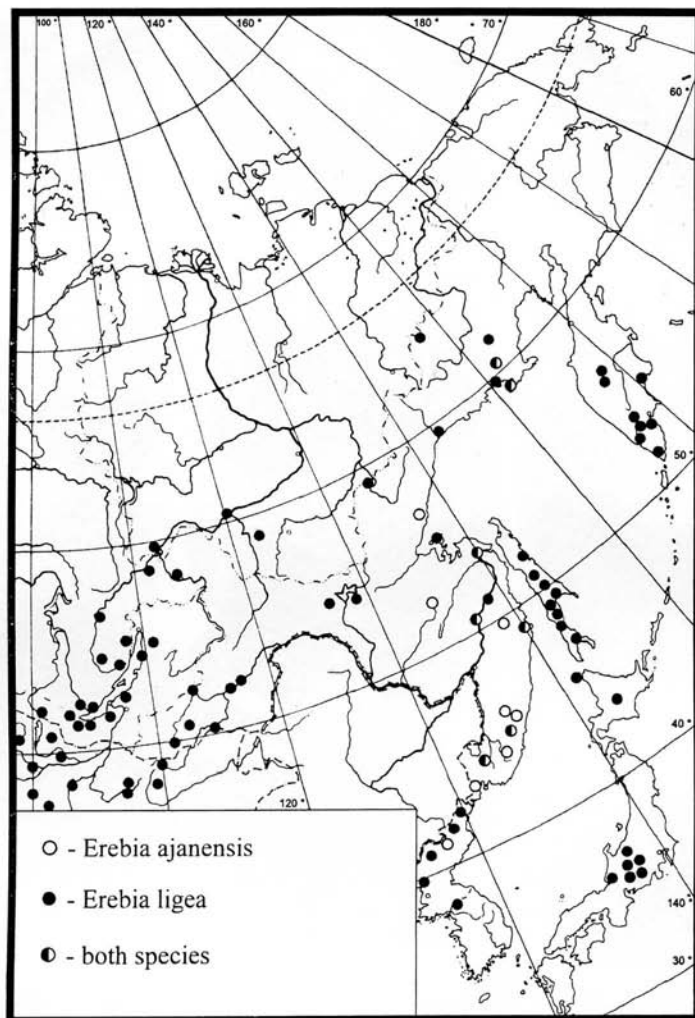 100° 120° 140° 160° 180° 70°
60°
50°
40°
120°
140°
30°
○ - Erebia ajanensis
● - Erebia ligea
◐ - both species